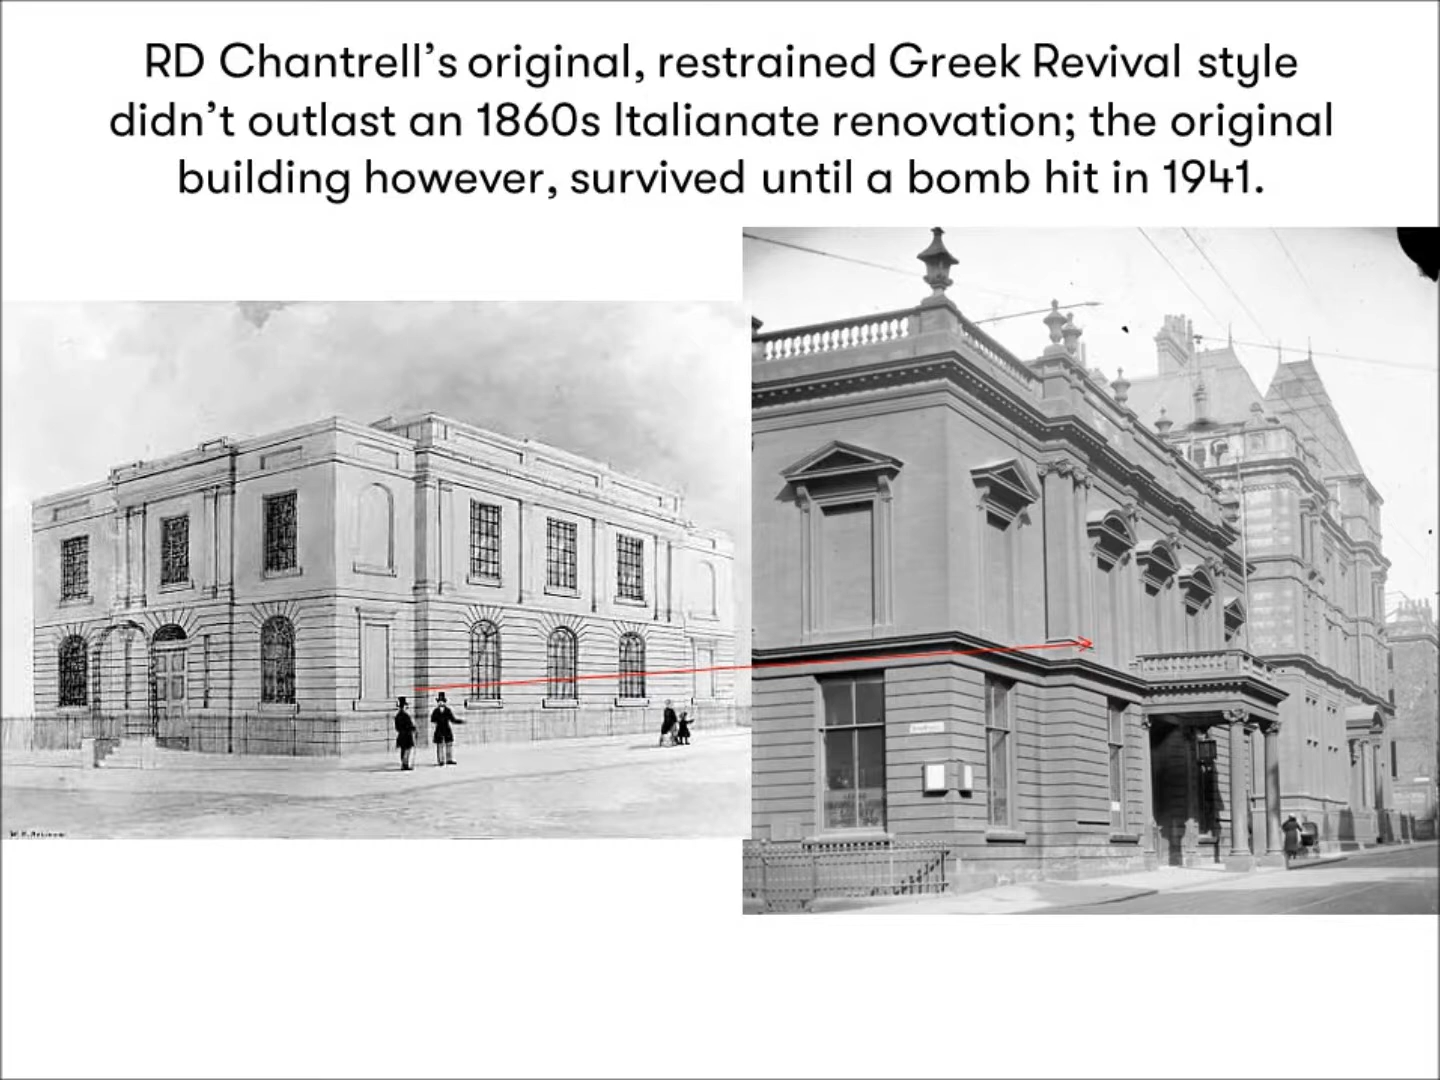 RD Chantrell's original, restrained Greek Revival style
didn't outlast an 1860s Italianate renovation; the original
building however, survived until a bomb hit in 1941.